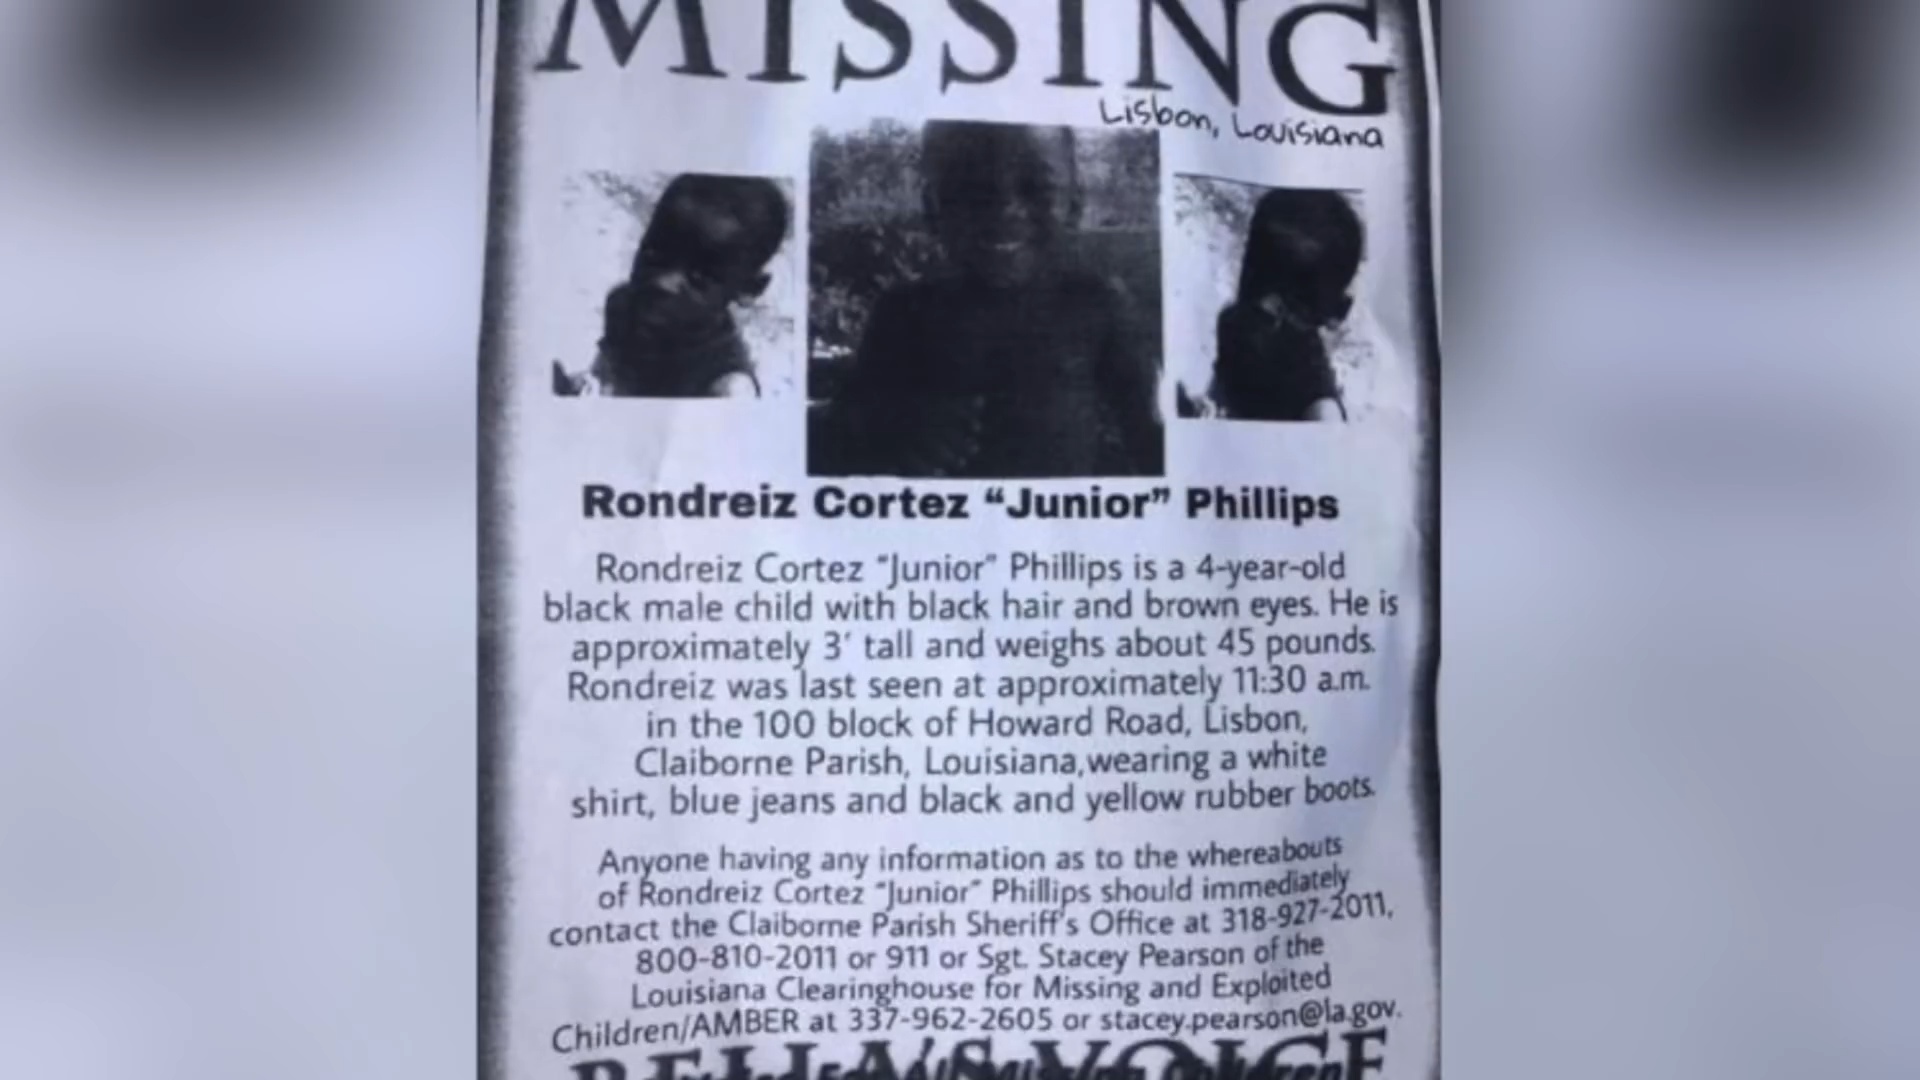 MISSING
Lisbon, Louisiana
Rondreiz Cortez “Junior” Phillips
Rondreiz Cortez “Junior” Phillips is a 4-year-old
black male child with black hair and brown eyes. He is
approximately 3' tall and weighs about 45 pounds.
Rondreiz was last seen at approximately 11:30 a.m.
in the 100 block of Howard Road, Lisbon,
Claiborne Parish, Louisiana,wearing a white
shirt, blue jeans and black and yellow rubber boots.
Anyone having any information as to the whereabouts
of Rondreiz Cortez “Junior” Phillips should immediately
contact the Claiborne Parish Sheriff's Office at 318-927-2011,
800-810-2011 or 911 or Sgt. Stacey Pearson of the
Louisiana Clearinghouse for Missing and Exploited
Children/AMBER at 337-962-2605 or stacey.pearson@la.gov.
BELLA'S VOICE